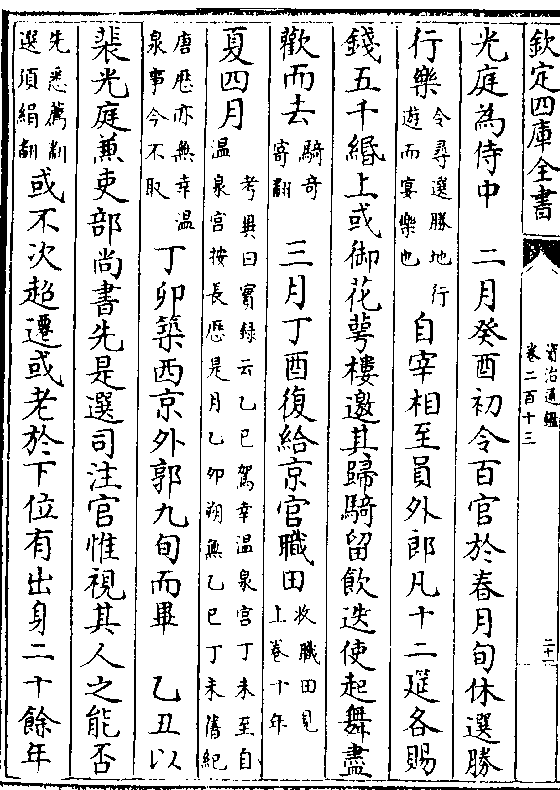 欽定四庫全書
資治通鑑
卷二百十三
二十
光庭為侍中　二月癸酉初令百官於春月旬休選勝
行樂
令尋選勝地行
遊而宴樂也
自宰相至員外郎凡十二筵各賜
錢五千緡上或御花萼樓邀其歸騎留飲迭使起舞盡
歡而去
騎奇
寄翻
三月丁酉復給京官職田
收職田見
上卷十年
夏四月
考異曰實録云乙巳駕幸温泉宫丁未至自
温泉宫按長歴是月乙卯朔無乙巳丁未舊紀
唐歴亦無幸温
泉事今不取
丁卯築西京外郭九旬而畢　乙丑以
裴光庭兼吏部尚書先是選司注官惟視其人之能否
先悉薦翻
選須絹翻
或不次超遷或老於下位有出身二十餘年